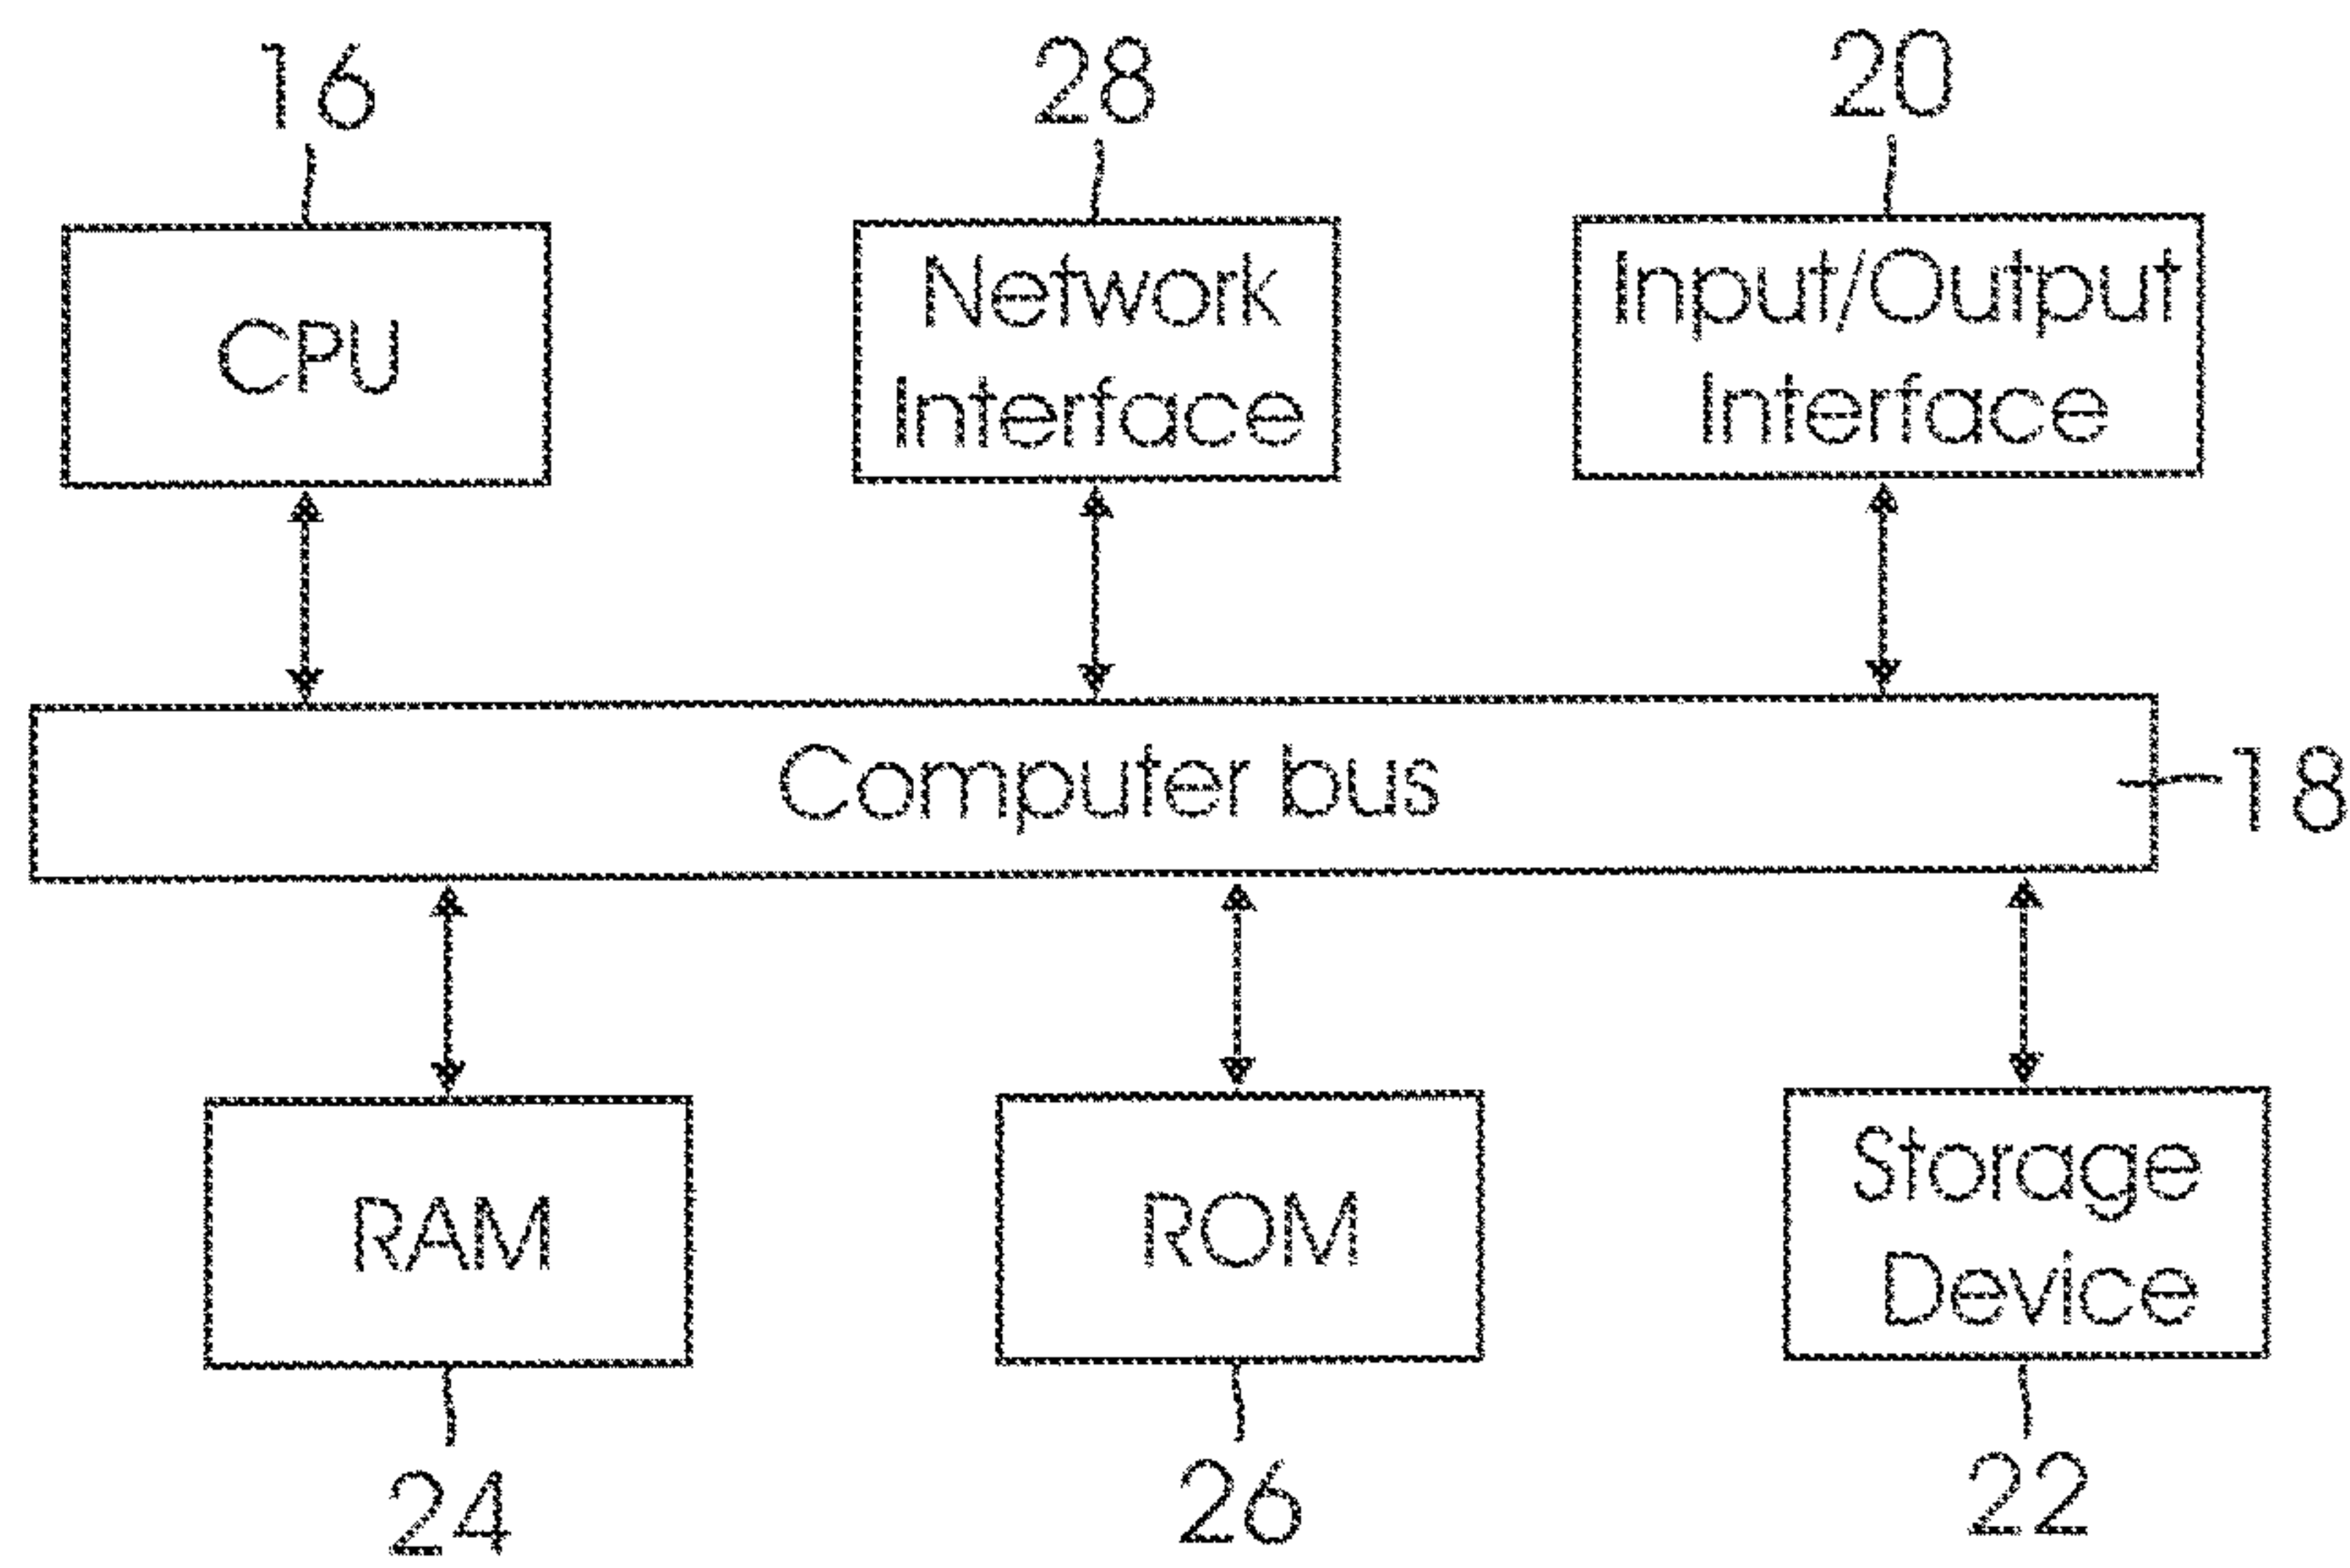 16
28
20
CPU
Network
Interface
Input/Output
Interface
Computer bus
18
RAM
ROM
Storage
Device
24
26
22